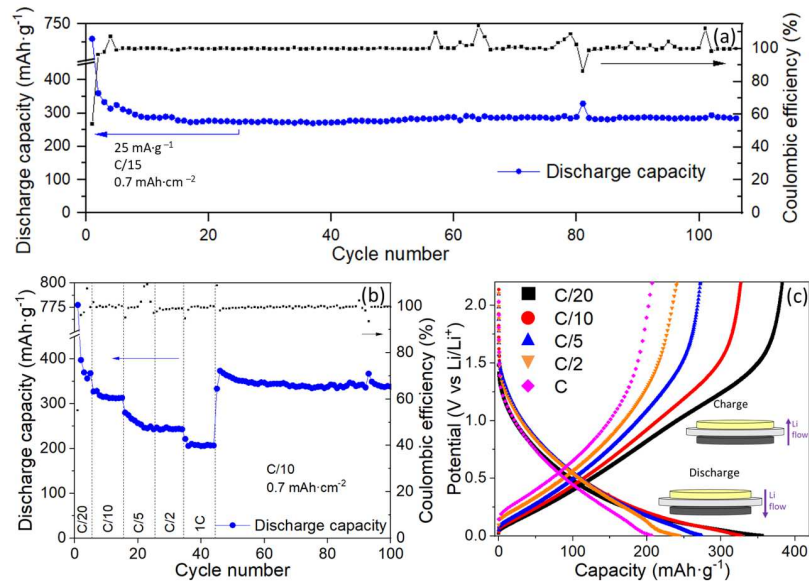 (a)
Discharge capacity (mAh·g⁻¹)
750
400
300
200
100
0
25 mA·g⁻¹
C/15
0.7 mAh·cm⁻²
Discharge capacity
0 20 40 60 80 100
Cycle number
100
80
60
40
20
0
Coulombic efficiency (%)
(b)
Discharge capacity (mAh·g⁻¹)
800
775
400
300
200
100
0
C/20 C/10 C/5 C/2 1C
C/10
0.7 mAh·cm⁻²
Discharge capacity
0 20 40 60 80 100
Cycle number
100
80
60
40
20
0
Coulombic efficiency (%)
(c)
Potential (V vs Li/Li⁺)
2.0
1.5
1.0
0.5
0.0
C/20
C/10
C/5
C/2
C
Charge
Li
flow
Discharge
Li
flow
0 100 200 300 400
Capacity (mAh·g⁻¹)